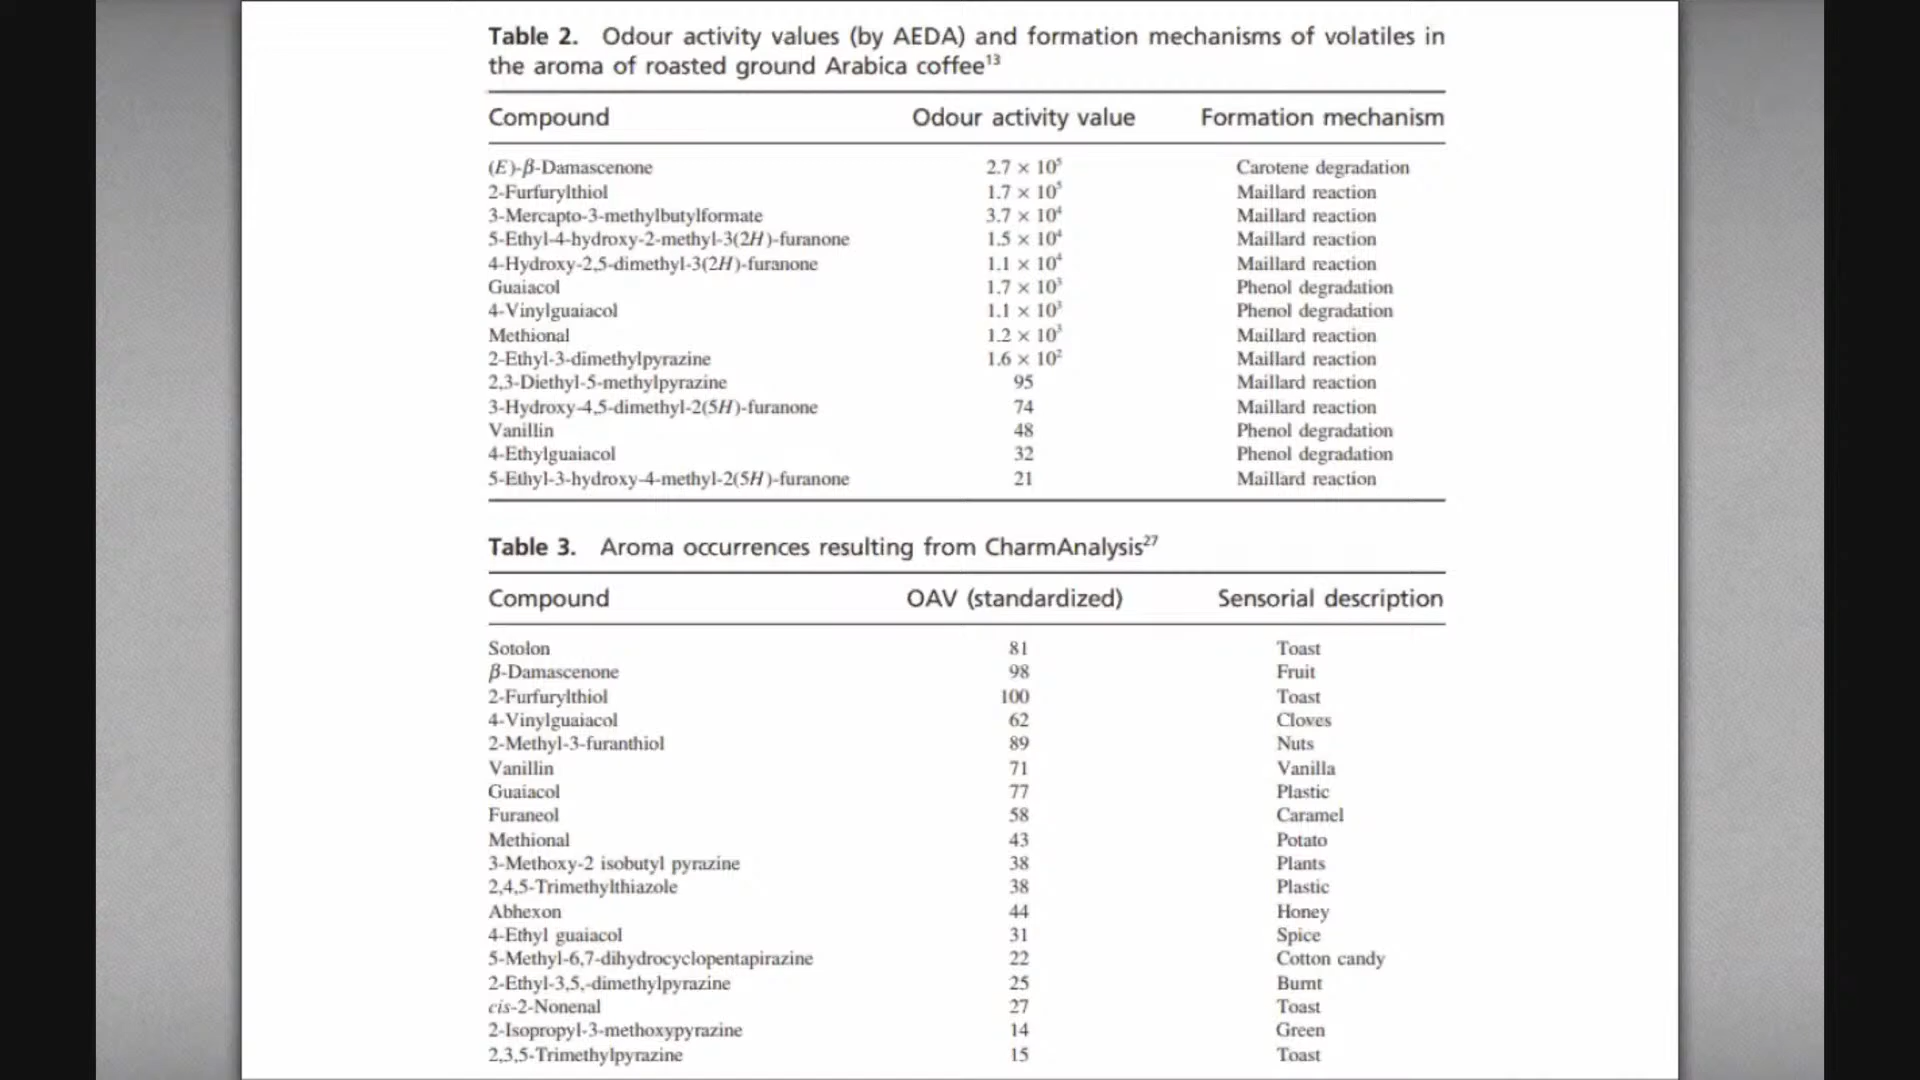 Table 2. Odour activity values (by AEDA) and formation mechanisms of volatiles in
the aroma of roasted ground Arabica coffee¹³
Compound Odour activity value Formation mechanism
(E)-β-Damascenone 2.7 × 10⁵ Carotene degradation
2-Furfurylthiol 1.7 × 10⁵ Maillard reaction
3-Mercapto-3-methylbutylformate 3.7 × 10⁴ Maillard reaction
5-Ethyl-4-hydroxy-2-methyl-3(2H)-furanone 1.5 × 10⁴ Maillard reaction
4-Hydroxy-2,5-dimethyl-3(2H)-furanone 1.1 × 10⁴ Maillard reaction
Guaiacol 1.7 × 10³ Phenol degradation
4-Vinylguaiacol 1.1 × 10³ Phenol degradation
Methional 1.2 × 10³ Maillard reaction
2-Ethyl-3-dimethylpyrazine 1.6 × 10² Maillard reaction
2,3-Diethyl-5-methylpyrazine 95 Maillard reaction
3-Hydroxy-4,5-dimethyl-2(5H)-furanone 74 Maillard reaction
Vanillin 48 Phenol degradation
4-Ethylguaiacol 32 Phenol degradation
5-Ethyl-3-hydroxy-4-methyl-2(5H)-furanone 21 Maillard reaction
Table 3. Aroma occurrences resulting from CharmAnalysis²⁷
Compound OAV (standardized) Sensorial description
Sotolon 81 Toast
β-Damascenone 98 Fruit
2-Furfurylthiol 100 Toast
4-Vinylguaiacol 62 Cloves
2-Methyl-3-furanthiol 89 Nuts
Vanillin 71 Vanilla
Guaiacol 77 Plastic
Furaneol 58 Caramel
Methional 43 Potato
3-Methoxy-2 isobutyl pyrazine 38 Plants
2,4,5-Trimethylthiazole 38 Plastic
Abhexon 44 Honey
4-Ethyl guaiacol 31 Spice
5-Methyl-6,7-dihydrocyclopentapirazine 22 Cotton candy
2-Ethyl-3,5,-dimethylpyrazine 25 Burnt
cis-2-Nonenal 27 Toast
2-Isopropyl-3-methoxypyrazine 14 Green
2,3,5-Trimethylpyrazine 15 Toast